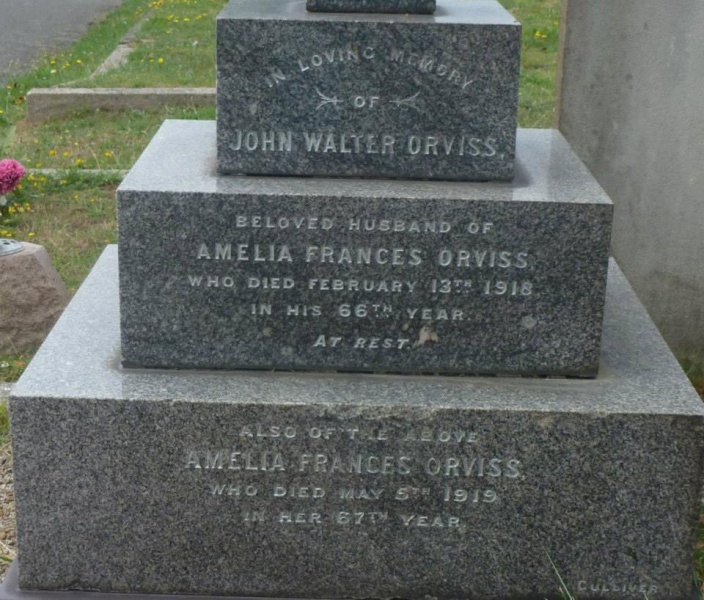 IN LOVING MEMORY
OF
JOHN WALTER ORVISS.
BELOVED HUSBAND OF
AMELIA FRANCES ORVISS,
WHO DIED FEBRUARY 13TH 1918
IN HIS 66TH YEAR.
AT REST.
ALSO OF THE ABOVE
AMELIA FRANCES ORVISS,
WHO DIED MAY 5TH 1919
IN HER 67TH YEAR.
GULLIVER